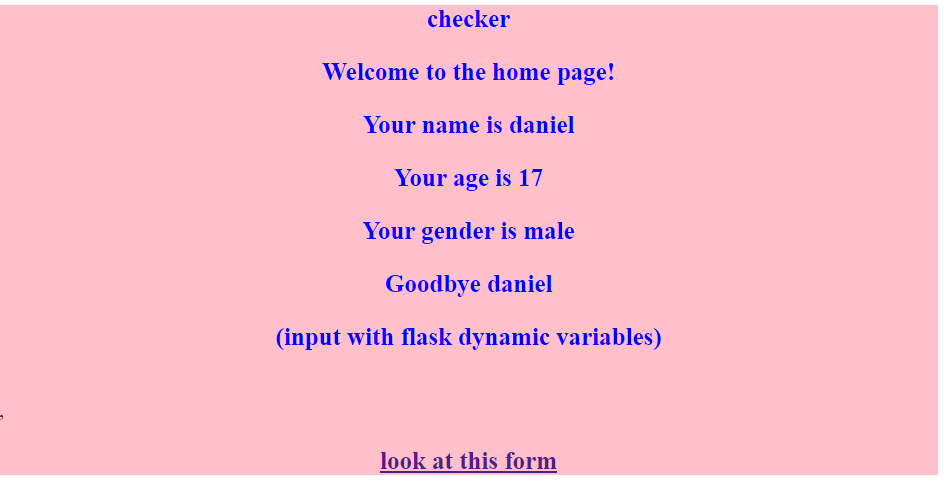 checker
Welcome to the home page!
Your name is daniel
Your age is 17
Your gender is male
Goodbye daniel
(input with flask dynamic variables)
,
look at this form